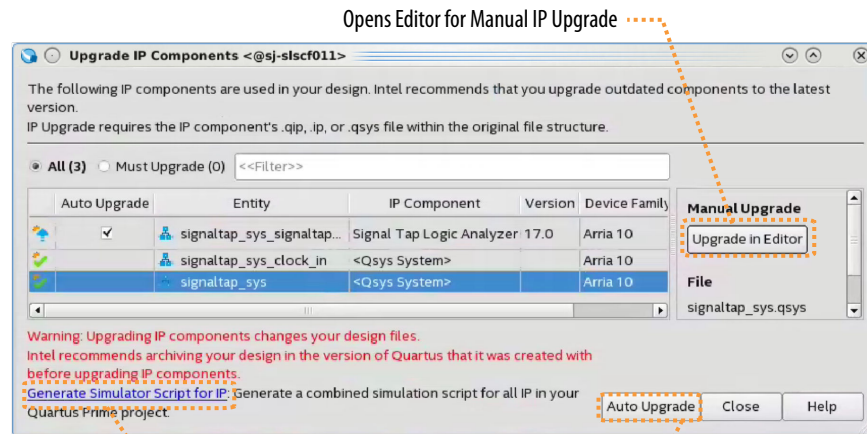 Opens Editor for Manual IP Upgrade
Upgrade IP Components <@sj-slscf011>
The following IP components are used in your design. Intel recommends that you upgrade outdated components to the latest
version.
IP Upgrade requires the IP component's .qip, .ip, or .qsys file within the original file structure.
All (3) Must Upgrade (0) <<Filter>>
Auto Upgrade Entity IP Component Version Device Family
signaltap_sys_signaltap... Signal Tap Logic Analyzer 17.0 Arria 10
signaltap_sys_clock_in <Qsys System> Arria 10
signaltap_sys <Qsys System> Arria 10
Manual Upgrade
Upgrade in Editor
File
signaltap_sys.qsys
Warning: Upgrading IP components changes your design files.
Intel recommends archiving your design in the version of Quartus that it was created with
before upgrading IP components.
Generate Simulator Script for IP: Generate a combined simulation script for all IP in your
Quartus Prime project.
Auto Upgrade Close Help